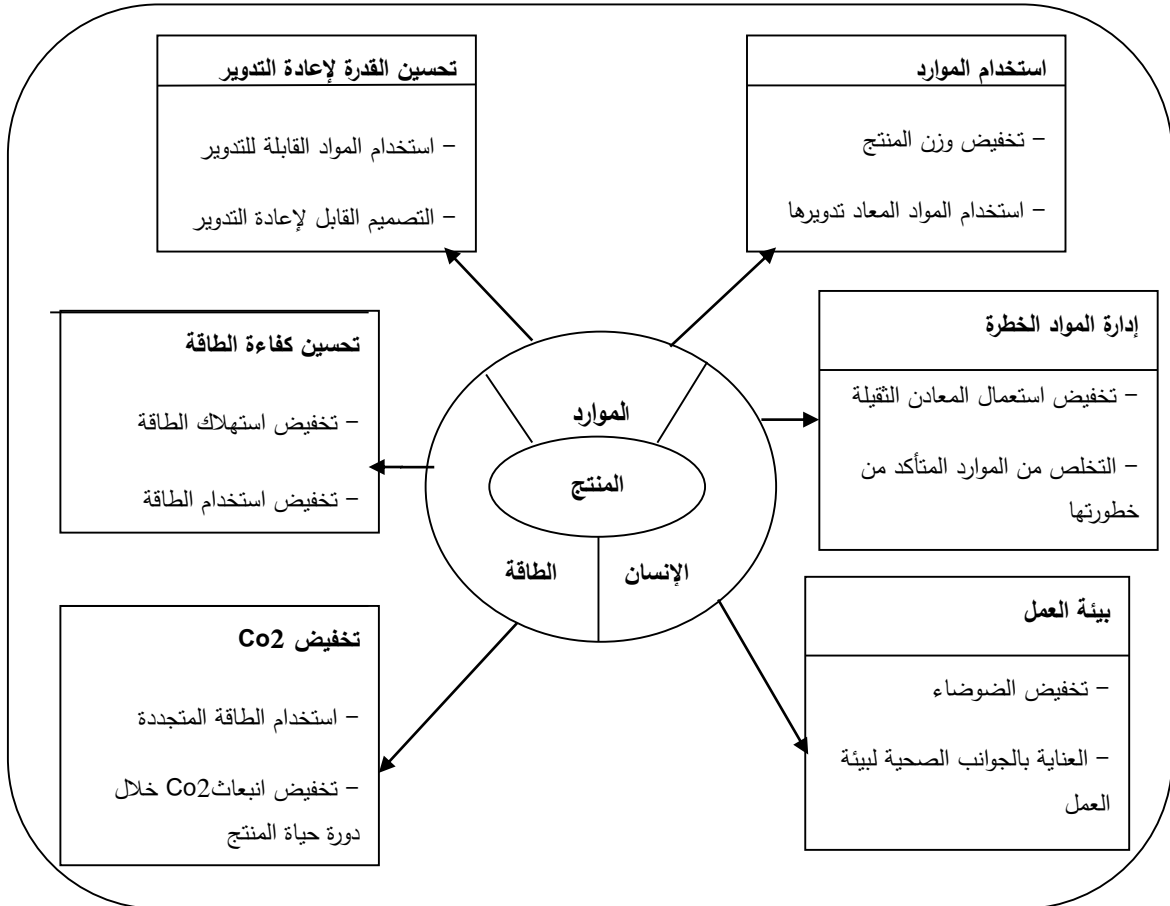 استخدام الموارد
– تخفيض وزن المنتج
– استخدام المواد المعاد تدويرها
تحسين القدرة لإعادة التدوير
– استخدام المواد القابلة للتدوير
– التصميم القابل لإعادة التدوير
إدارة المواد الخطرة
– تخفيض استعمال المعادن الثقيلة
– التخلص من الموارد المتأكد من
خطورتها
تحسين كفاءة الطاقة
– تخفيض استهلاك الطاقة
– تخفيض استخدام الطاقة
الموارد
المنتج
الإنسان
الطاقة
بيئة العمل
– تخفيض الضوضاء
– العناية بالجوانب الصحية لبيئة
العمل
تخفيض Co2
– استخدام الطاقة المتجددة
– تخفيض انبعاثCo2 خلال
دورة حياة المنتج